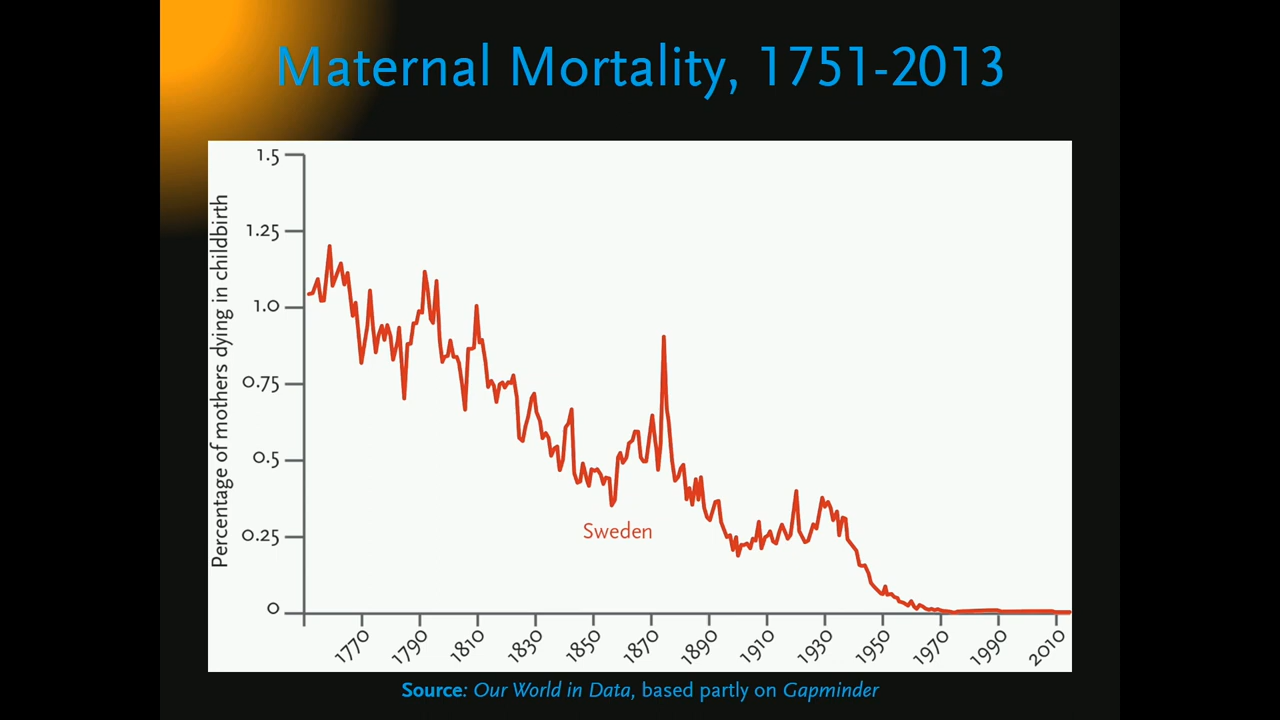 Maternal Mortality, 1751-2013
Percentage of mothers dying in childbirth
1.5
1.25
1.0
0.75
0.5
0.25
0
Sweden
1770 1790 1810 1830 1850 1870 1890 1910 1930 1950 1970 1990 2010
Source: Our World in Data, based partly on Gapminder